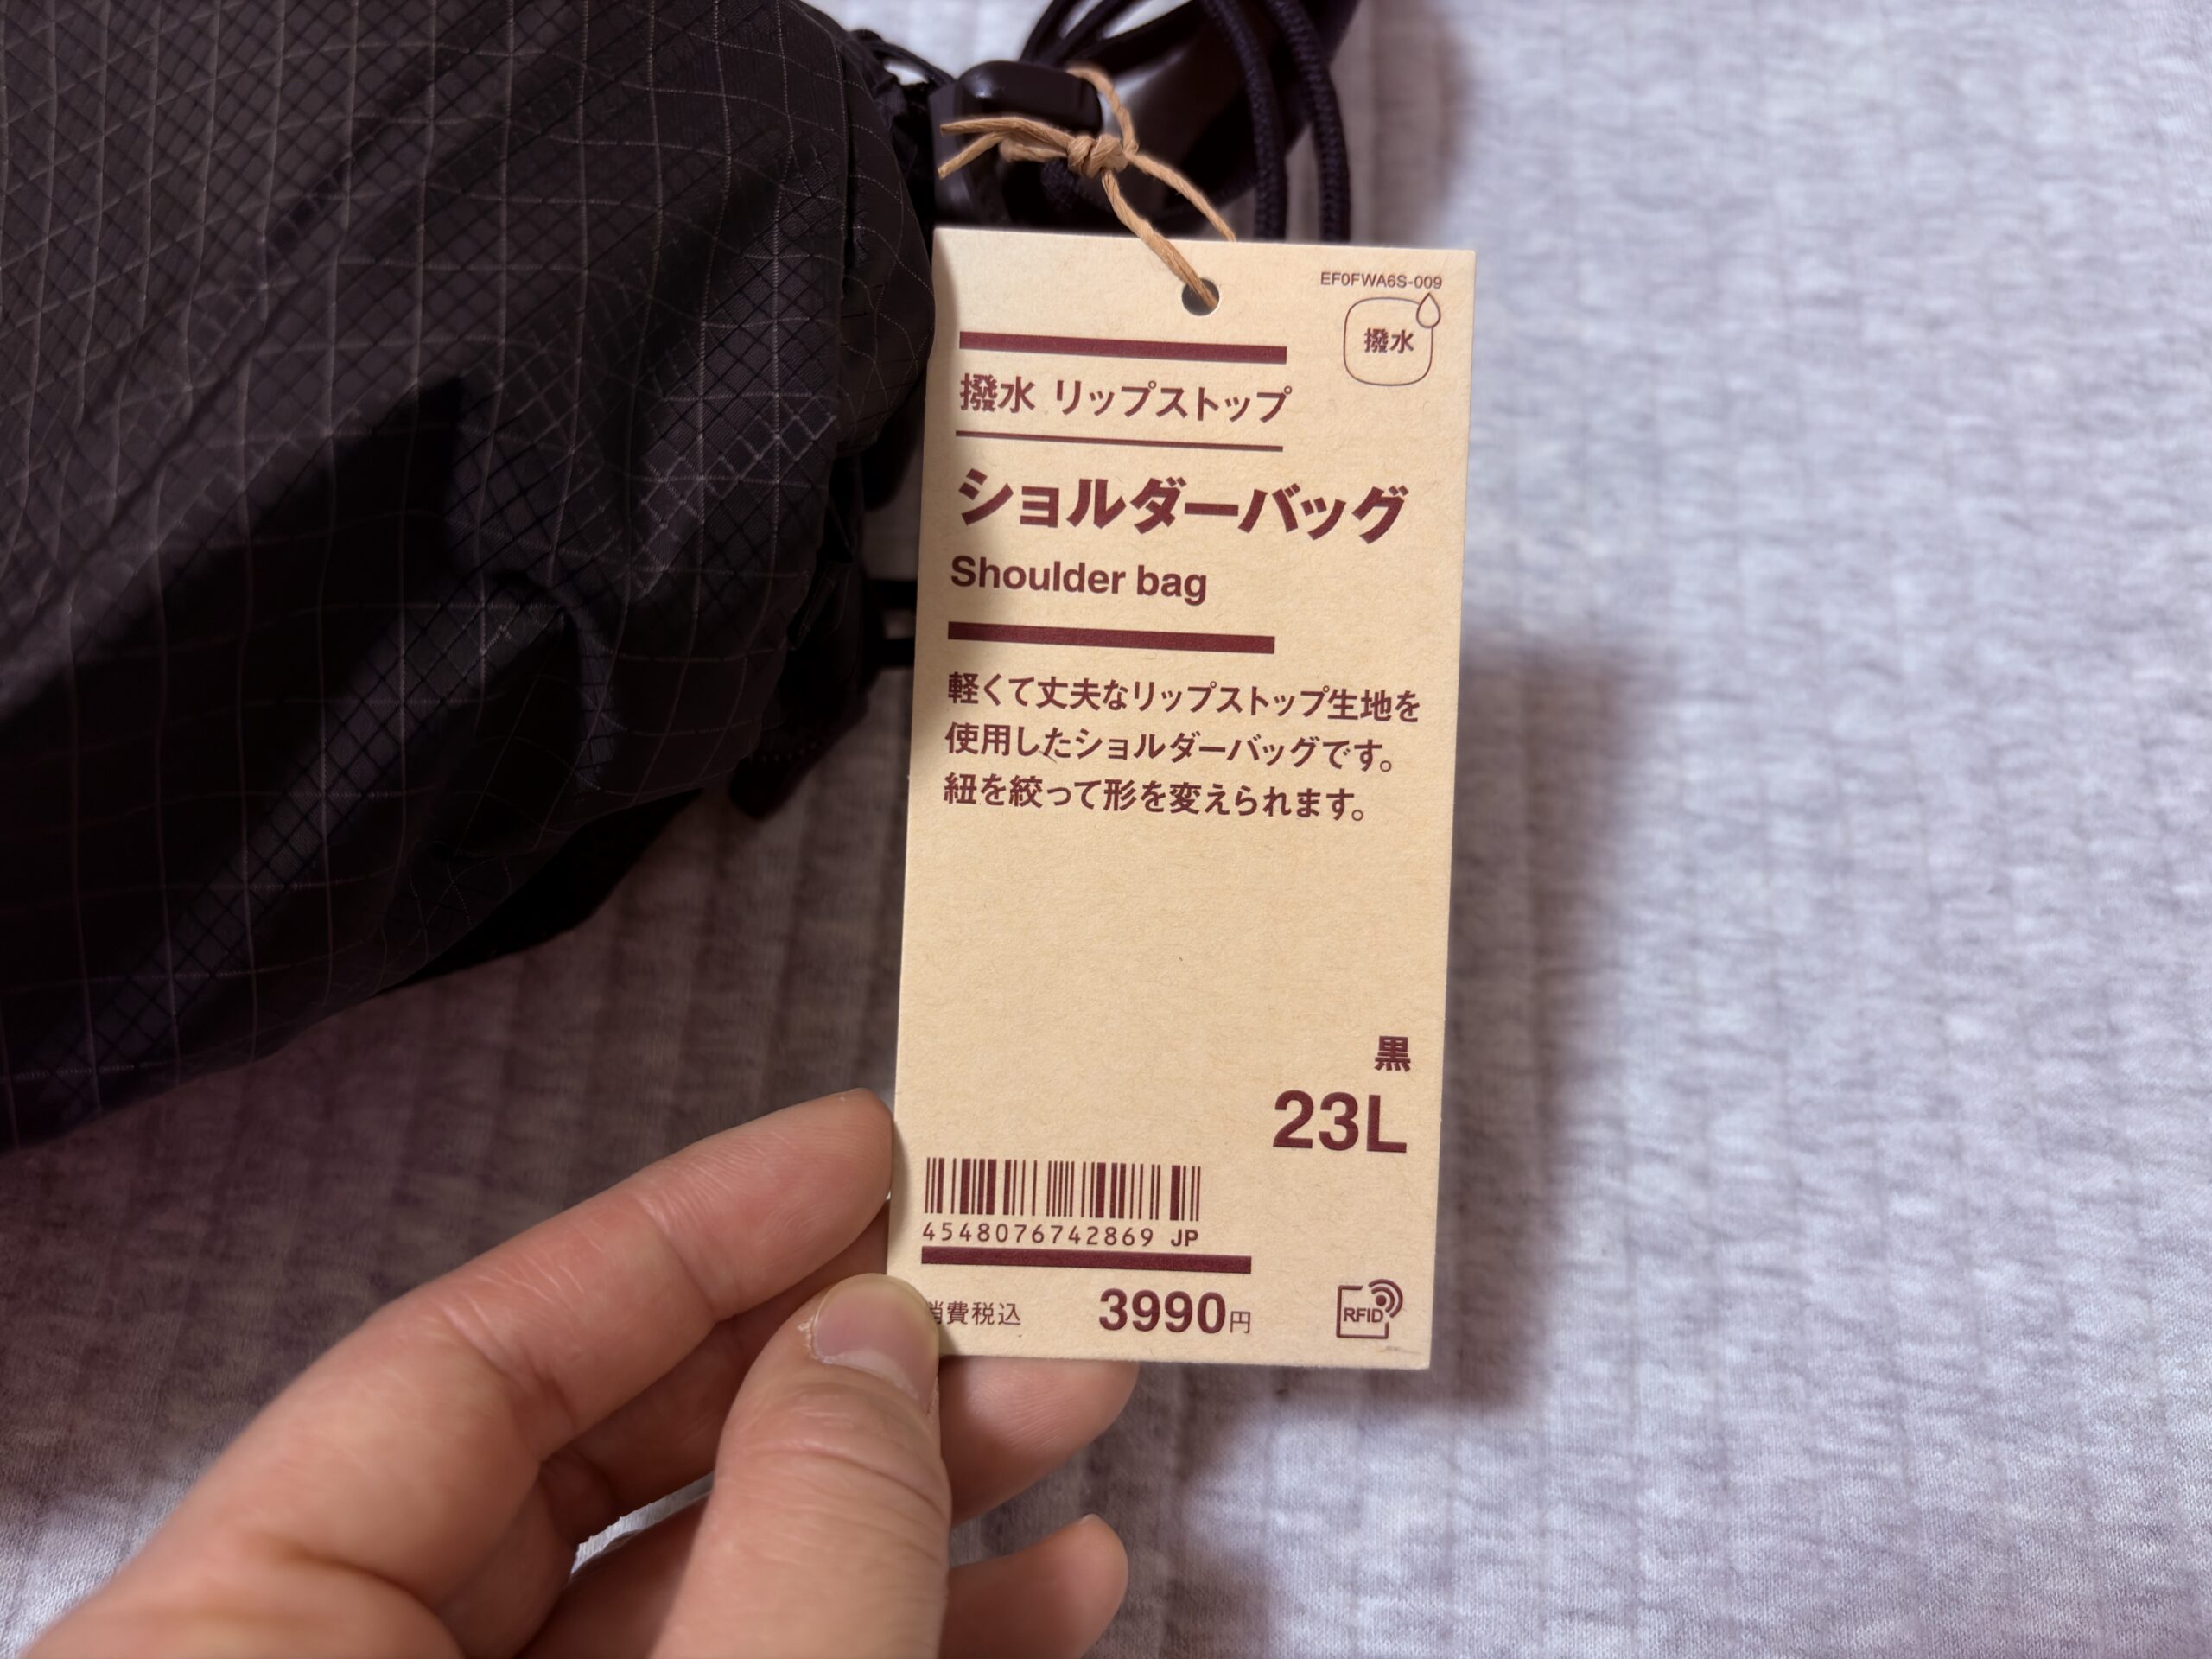 EF0FWA6S-009
撥水
撥水 リップストップ
ショルダーバッグ
Shoulder bag
軽くて丈夫なリップストップ生地を
使用したショルダーバッグです。
紐を絞って形を変えられます。
黒
23L
4548076742869 JP
消費税込 3990円
RFID